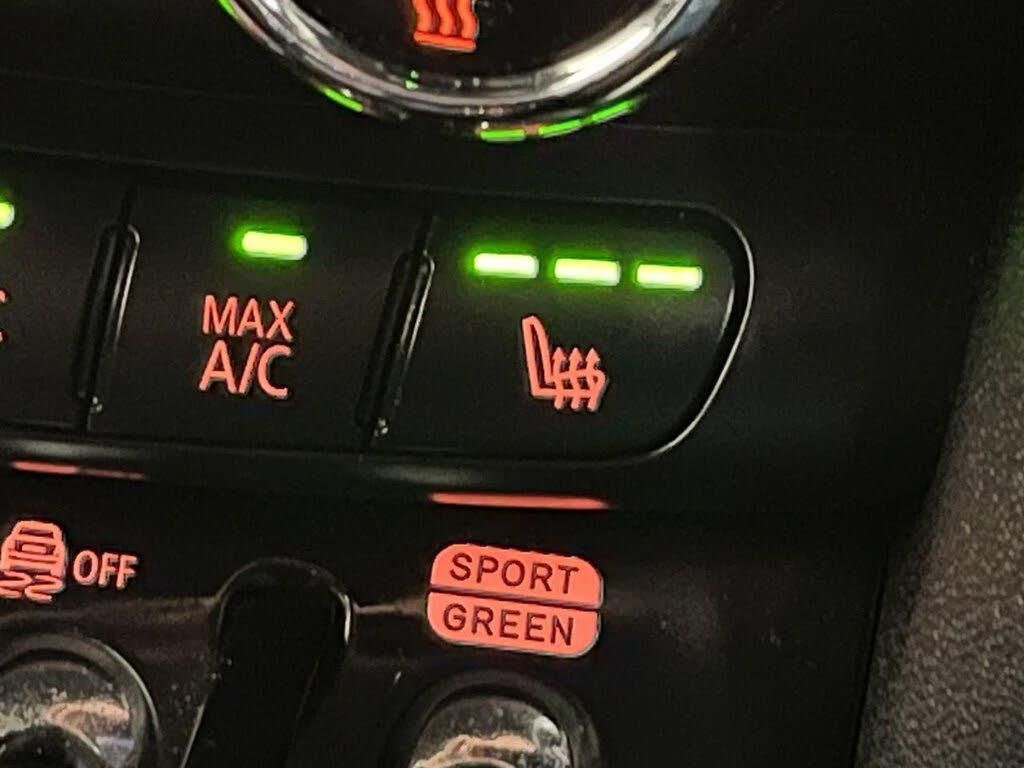 MAX
A/C
OFF
SPORT
GREEN